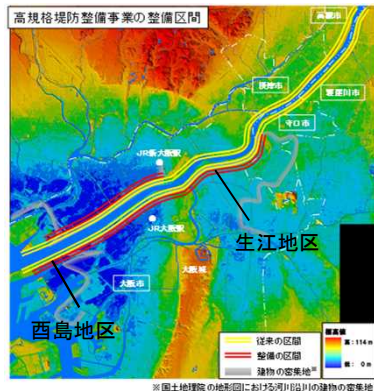 高規格堤防整備事業の整備区間
高槻市
摂津市
寝屋川市
守口市
JR新大阪駅
生江地区
JR大阪駅
大阪城
大阪市
酉島地区
従来の区間
整備の区間
建物の密集地※
標高値
高:114m
低:0m
※国土地理院の地形図における河川沿川の建物の密集地